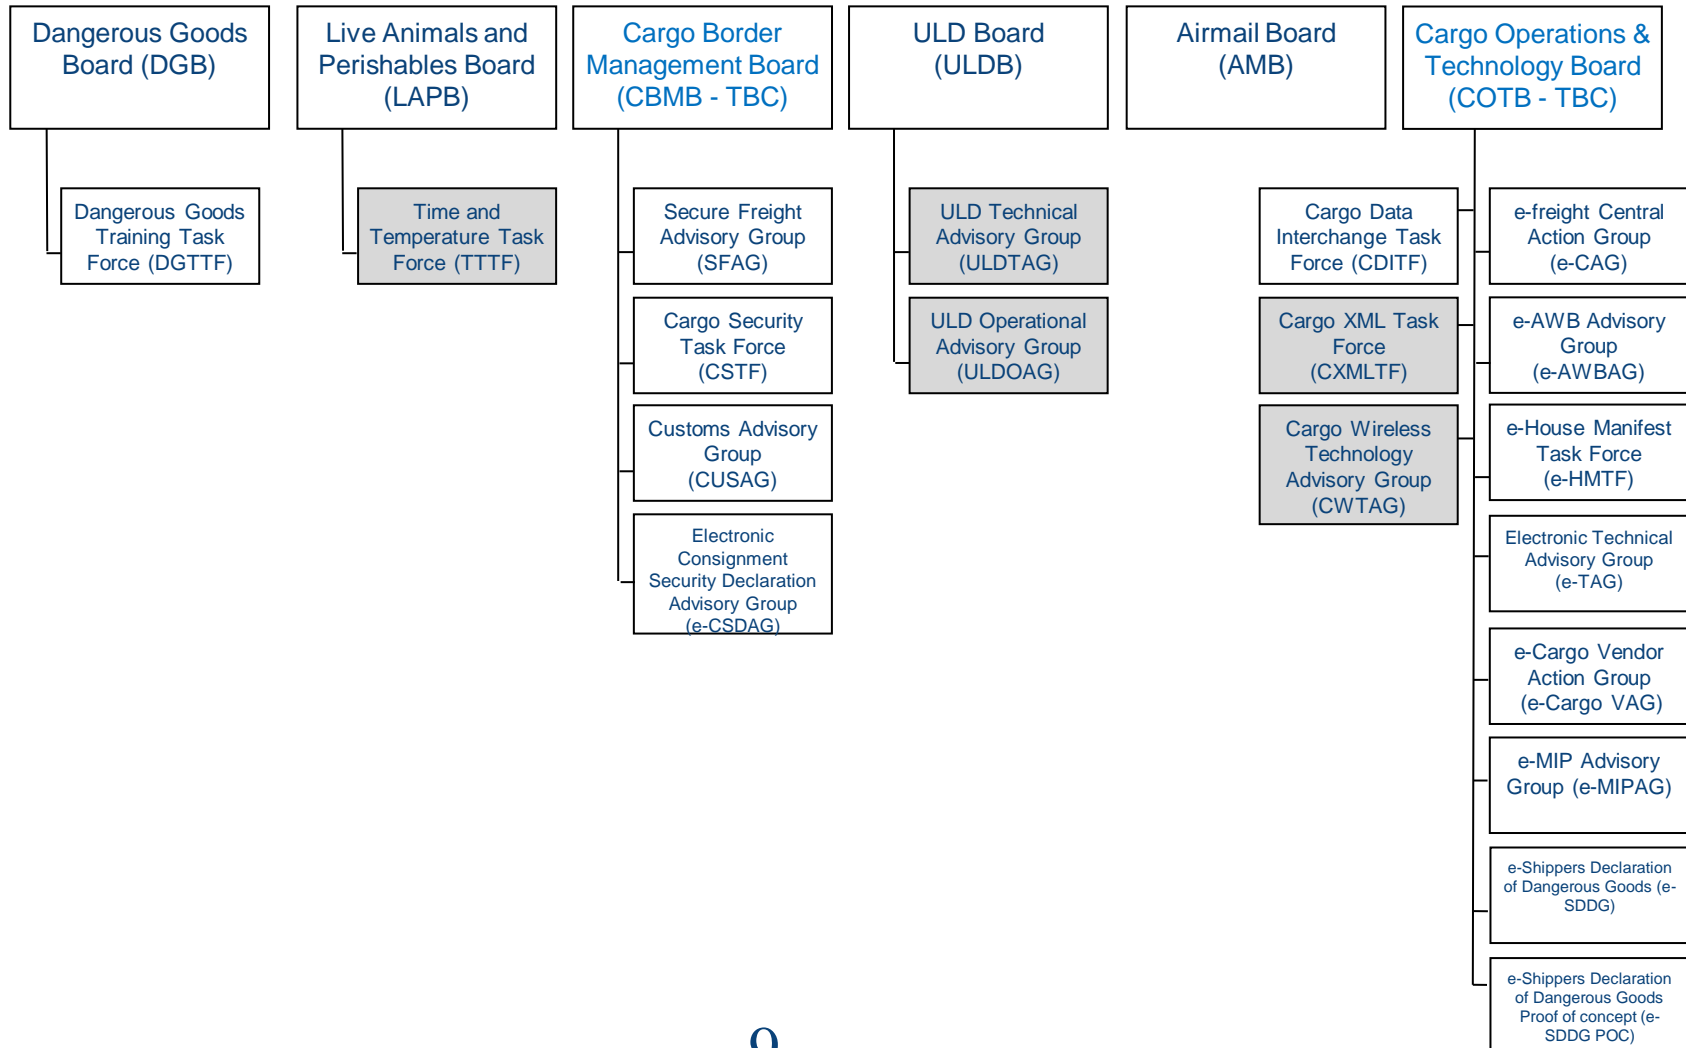 Dangerous Goods
Board (DGB)
Live Animals and
Perishables Board
(LAPB)
Cargo Border
Management Board
(CBMB - TBC)
ULD Board
(ULDB)
Airmail Board
(AMB)
Cargo Operations &
Technology Board
(COTB - TBC)
Dangerous Goods
Training Task
Force (DGTTF)
Time and
Temperature Task
Force (TTTF)
Secure Freight
Advisory Group
(SFAG)
Cargo Security
Task Force
(CSTF)
Customs Advisory
Group
(CUSAG)
Electronic
Consignment
Security Declaration
Advisory Group
(e-CSDAG)
ULD Technical
Advisory Group
(ULDTAG)
ULD Operational
Advisory Group
(ULDOAG)
Cargo Data
Interchange Task
Force (CDITF)
Cargo XML Task
Force
(CXMLTF)
Cargo Wireless
Technology
Advisory Group
(CWTAG)
e-freight Central
Action Group
(e-CAG)
e-AWB Advisory
Group
(e-AWBAG)
e-House Manifest
Task Force
(e-HMTF)
Electronic Technical
Advisory Group
(e-TAG)
e-Cargo Vendor
Action Group
(e-Cargo VAG)
e-MIP Advisory
Group (e-MIPAG)
e-Shippers Declaration
of Dangerous Goods (e-
SDDG)
e-Shippers Declaration
of Dangerous Goods
Proof of concept (e-
SDDG POC)
9